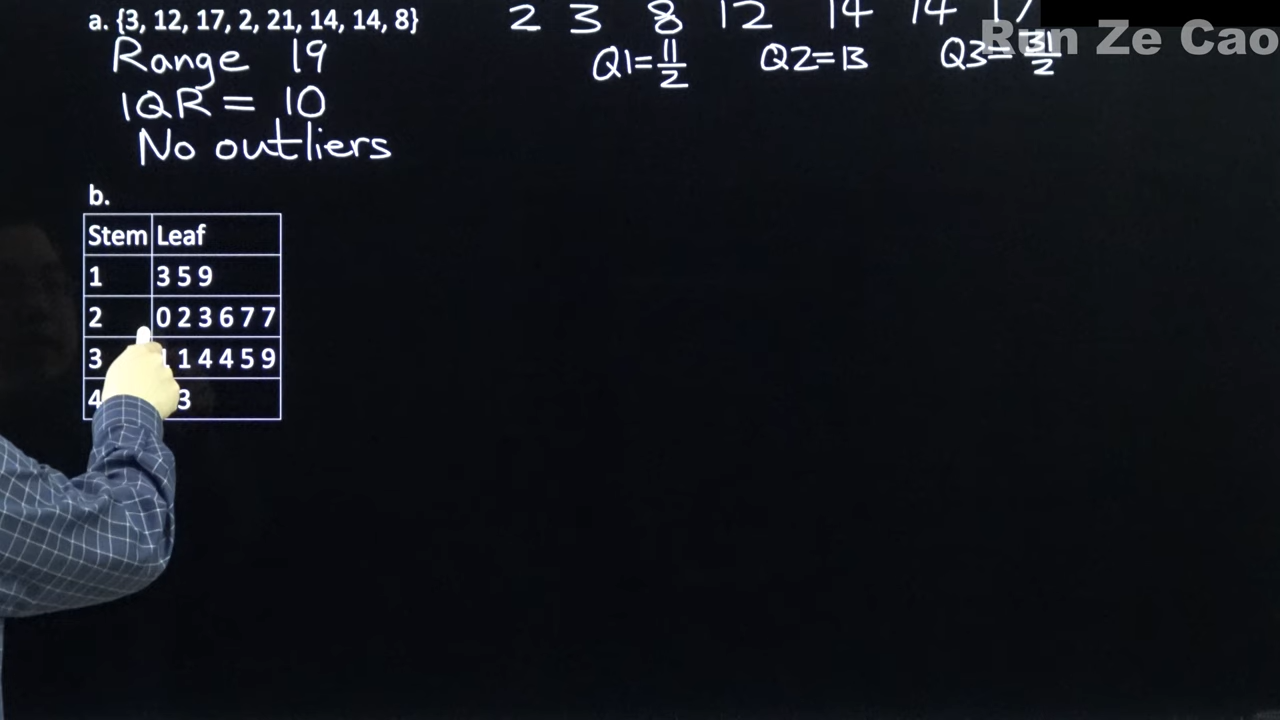 a. {3, 12, 17, 2, 21, 14, 14, 8}
2 3 8 12 14 14 17
Run Ze Cao
Range 19
Q1=11/2 Q2=13 Q3=31/2
IQR = 10
No outliers
b.
Stem Leaf
1 3 5 9
2 0 2 3 6 7 7
3 1 1 4 4 5 9
4 3